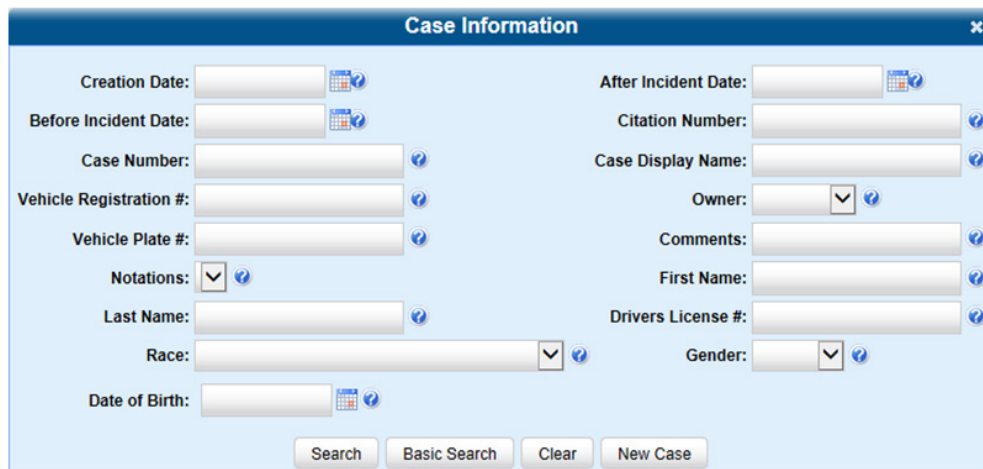 Case Information
Creation Date: After Incident Date:
Before Incident Date: Citation Number:
Case Number: Case Display Name:
Vehicle Registration #: Owner:
Vehicle Plate #: Comments:
Notations: First Name:
Last Name: Drivers License #:
Race: Gender:
Date of Birth:
Search Basic Search Clear New Case